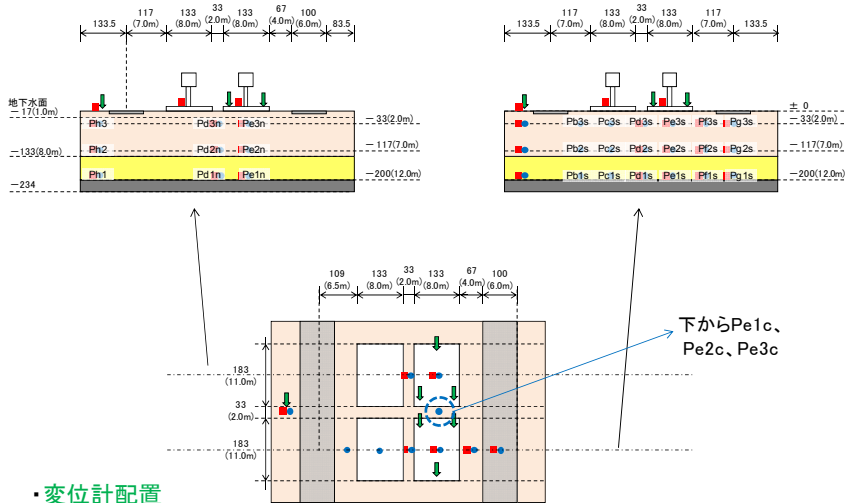 133.5 117 133 33 133 67 100 83.5
(7.0m) (8.0m) (2.0m) (8.0m) (4.0m) (6.0m)
地下水面
-17(1.0m)
-133(8.0m)
-234
Ph3 Pd3n Pe3n
Ph2 Pd2n Pe2n
Ph1 Pd1n Pe1n
-33(2.0m)
-117(7.0m)
-200(12.0m)
133.5 117 133 33 133 117 133.5
(7.0m) (8.0m) (2.0m) (8.0m) (7.0m)
Pb3s Pc3s Pd3s Pe3s Pf3s Pg3s
Pb2s Pc2s Pd2s Pe2s Pf2s Pg2s
Pb1s Pc1s Pd1s Pe1s Pf1s Pg1s
± 0
-33(2.0m)
-117(7.0m)
-200(12.0m)
109 133 33 133 67 100
(6.5m) (8.0m) (2.0m) (8.0m) (4.0m) (6.0m)
183
(11.0m)
33
(2.0m)
183
(11.0m)
下からPe1c、
Pe2c、Pe3c
・変位計配置